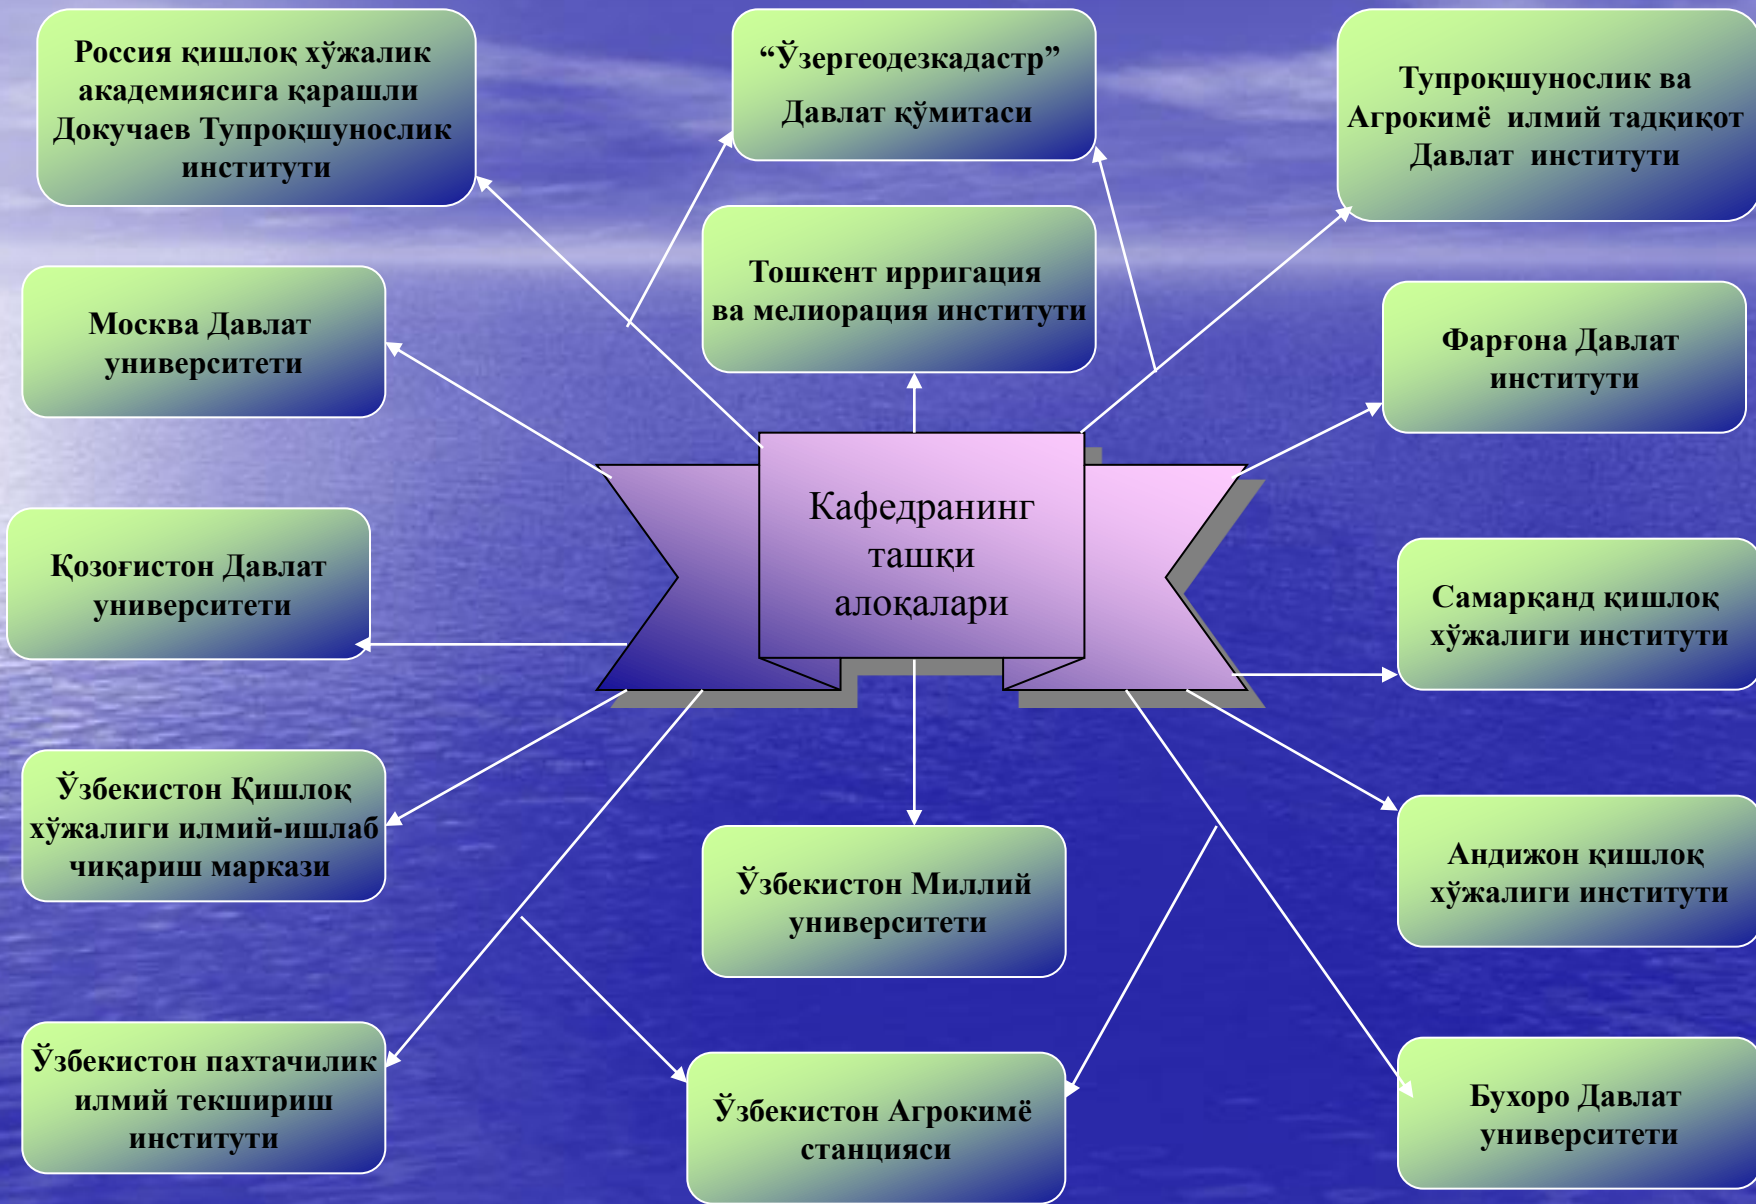 Россия қишлоқ хўжалик
академиясига қарашли
Докучаев Тупроқшунослик
институти
“Ўзергеодезкадастр”
Давлат қўмитаси
Тупроқшунослик ва
Агрокимё илмий тадқиқот
Давлат институти
Тошкент ирригация
ва мелиорация институти
Москва Давлат
университети
Фарғона Давлат
институти
Кафедранинг
ташқи
алоқалари
Қозоғистон Давлат
университети
Самарқанд қишлоқ
хўжалиги институти
Ўзбекистон Қишлоқ
хўжалиги илмий-ишлаб
чиқариш маркази
Ўзбекистон Миллий
университети
Андижон қишлоқ
хўжалиги институти
Ўзбекистон пахтачилик
илмий текшириш
институти
Ўзбекистон Агрокимё
станцияси
Бухоро Давлат
университети